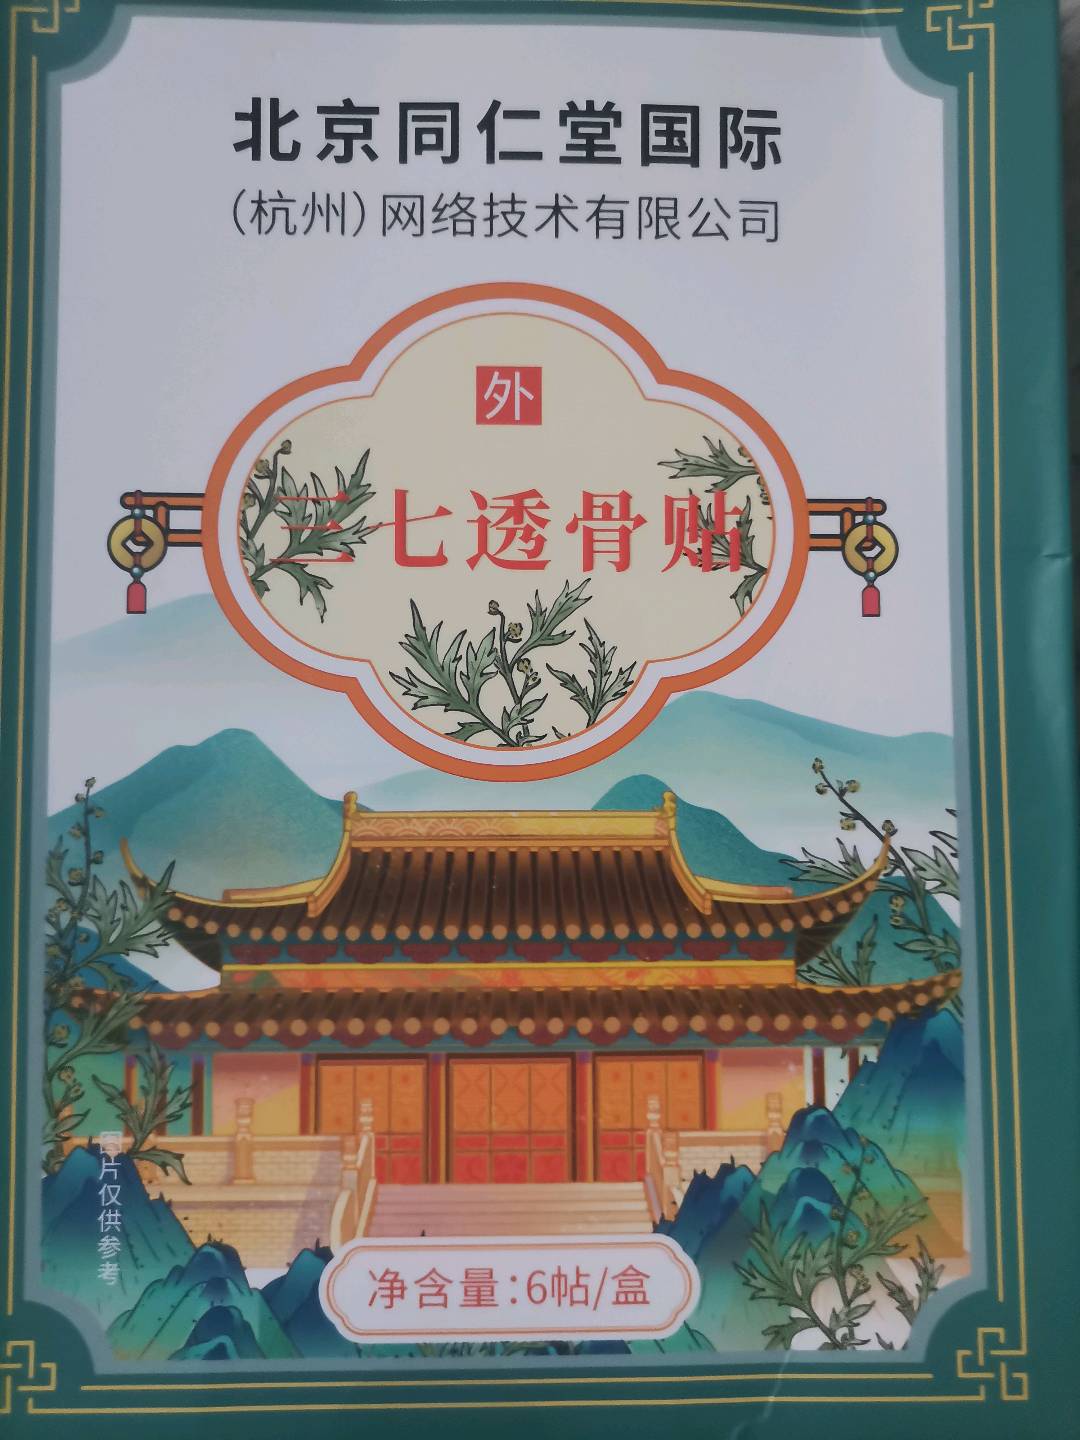 北京同仁堂国际
(杭州)网络技术有限公司
外
三七透骨贴
图片仅供参考
净含量:6帖/盒